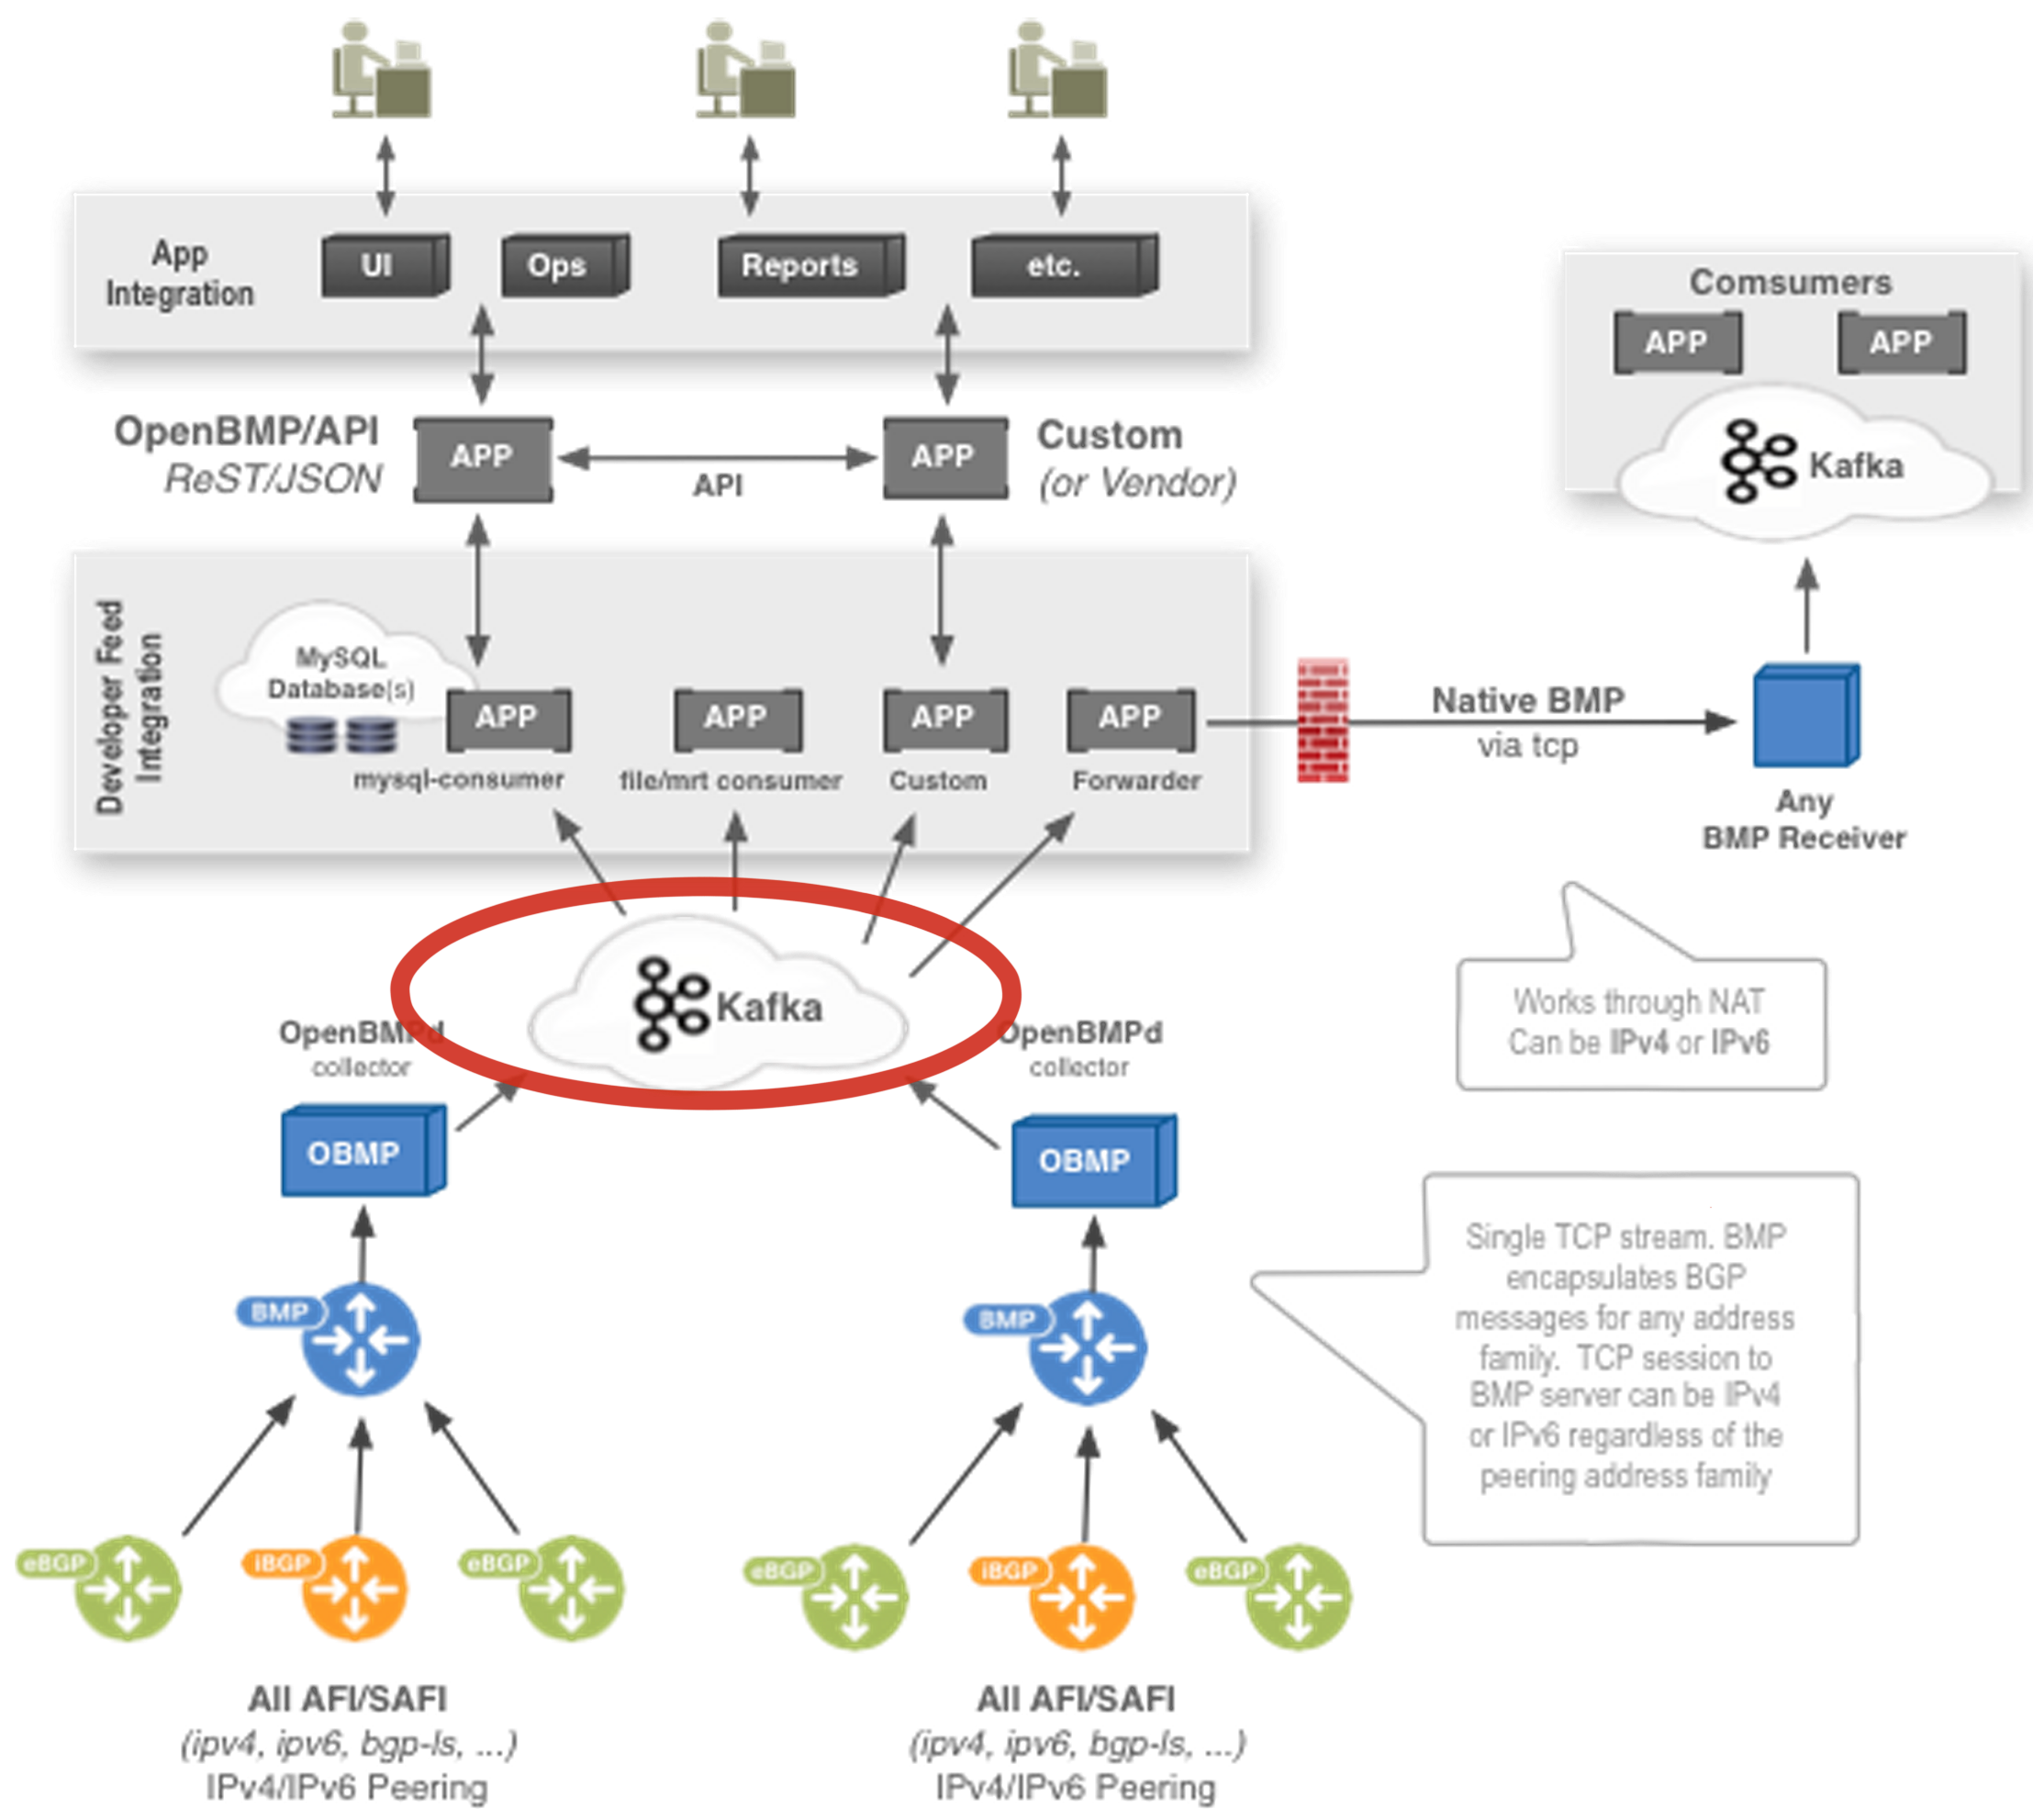 App
Integration
UI
Ops
Reports
etc.
Comsumers
APP
APP
Kafka
OpenBMP/API
ReST/JSON
APP
API
APP
Custom
(or Vendor)
Developer Feed
Integration
MySQL
Database(s)
APP
mysql-consumer
APP
file/mrt consumer
APP
Custom
APP
Forwarder
Native BMP
via tcp
Any
BMP Receiver
Kafka
OpenBMPd
collector
OpenBMPd
collector
Works through NAT
Can be IPv4 or IPv6
OBMP
OBMP
Single TCP stream. BMP
encapsulates BGP
messages for any address
family. TCP session to
BMP server can be IPv4
or IPv6 regardless of the
peering address family
BMP
BMP
eBGP
iBGP
eBGP
eBGP
iBGP
eBGP
All AFI/SAFI
(ipv4, ipv6, bgp-ls, ...)
IPv4/IPv6 Peering
All AFI/SAFI
(ipv4, ipv6, bgp-ls, ...)
IPv4/IPv6 Peering